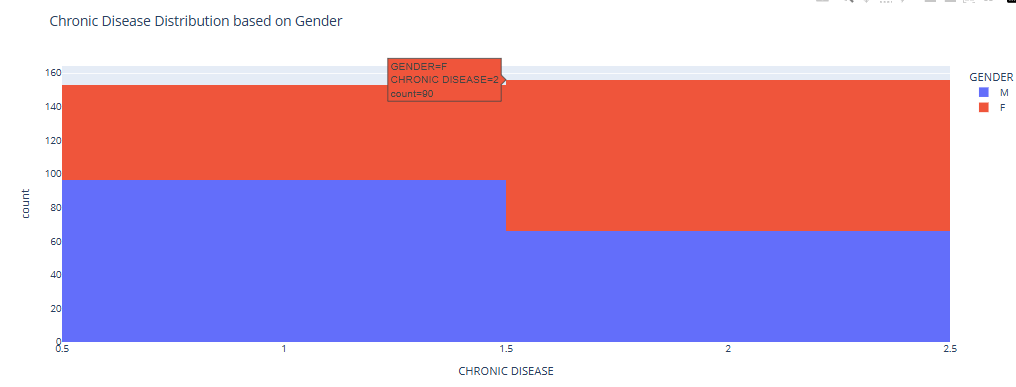 Chronic Disease Distribution based on Gender
GENDER=F
CHRONIC DISEASE=2
count=90
160
140
120
100
80
60
40
20
0
count
0.5
1
1.5
2
2.5
CHRONIC DISEASE
GENDER
M
F